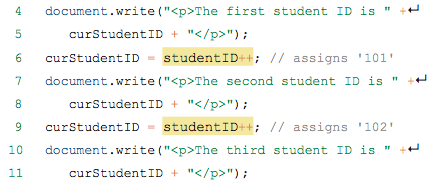 4 document.write("<p>The first student ID is " +↵
5 curStudentID + "</p>");
6 curStudentID = studentID++; // assigns '101'
7 document.write("<p>The second student ID is " +↵
8 curStudentID + "</p>");
9 curStudentID = studentID++; // assigns '102'
10 document.write("<p>The third student ID is " +↵
11 curStudentID + "</p>");